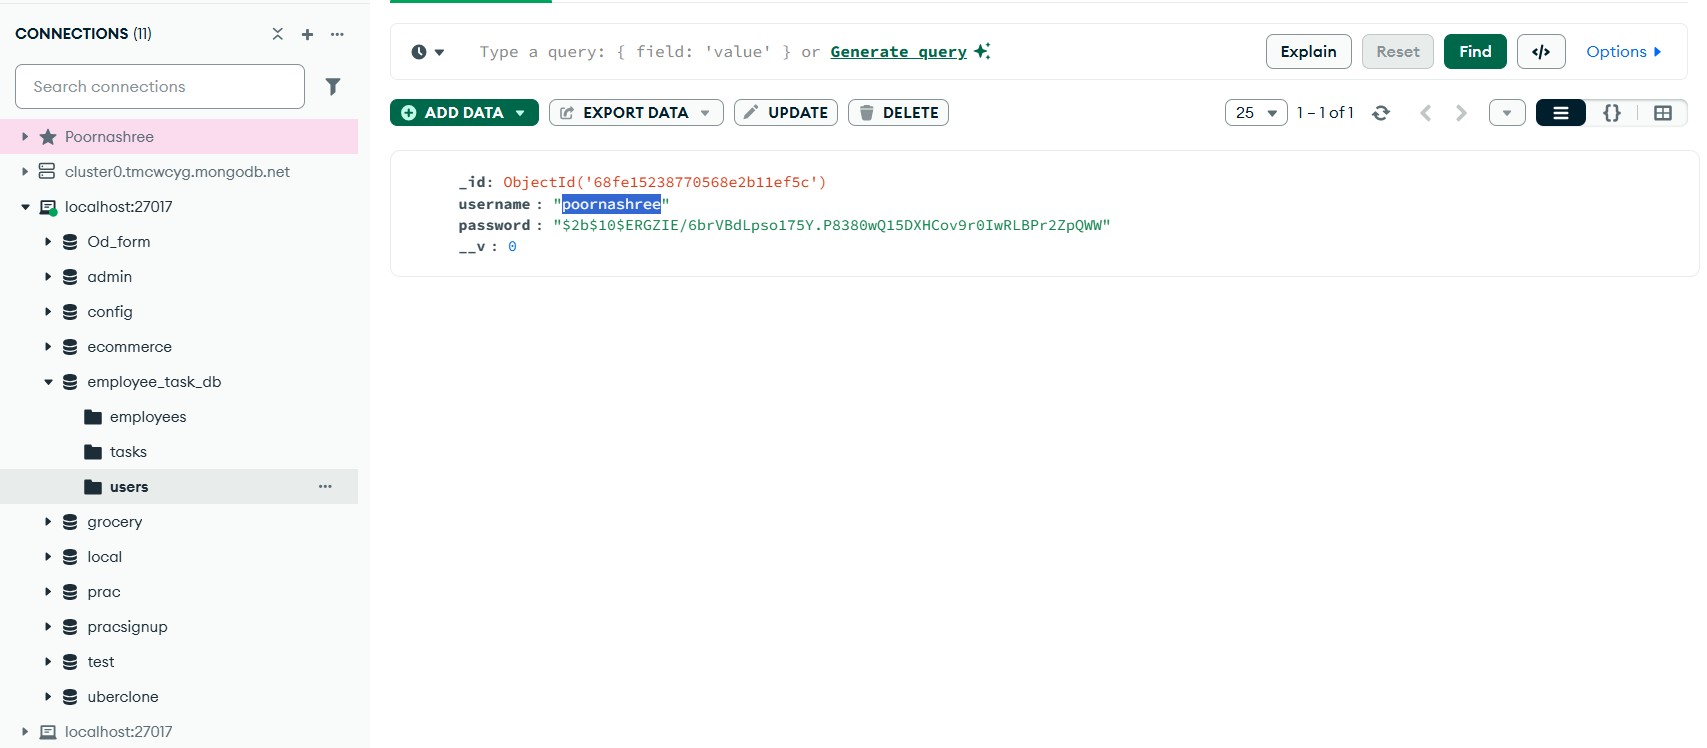 CONNECTIONS (11)
Search connections
Poornashree
cluster0.tmcwcyg.mongodb.net
localhost:27017
Od_form
admin
config
ecommerce
employee_task_db
employees
tasks
users
grocery
local
prac
pracsignup
test
uberclone
localhost:27017
Type a query: { field: 'value' } or Generate query
Explain
Reset
Find
</>
Options
ADD DATA
EXPORT DATA
UPDATE
DELETE
25
1 – 1 of 1
{}
_id: ObjectId('68fe15238770568e2b11ef5c')
username : "poornashree"
password : "$2b$10$ERGZIE/6brVBdLpso175Y.P8380wQ15DXHCov9r0IwRLBPr2ZpQWW"
__v : 0